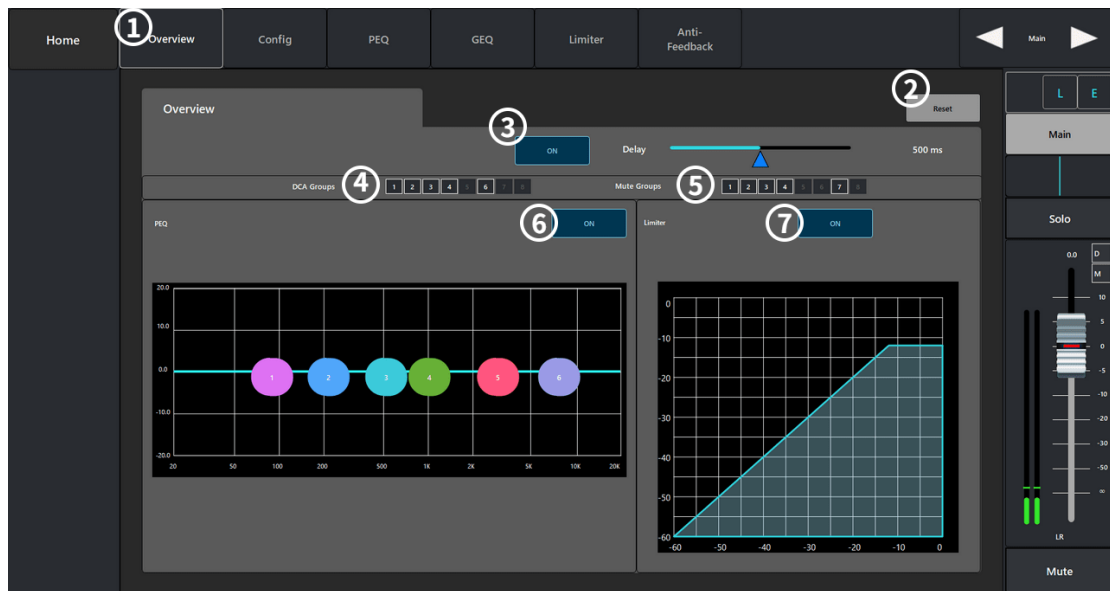 Home
1
Overview
Config
PEQ
GEQ
Limiter
Anti-
Feedback
Main
L E
Main
Solo
Overview
2
Reset
3
ON
Delay
500 ms
DCA Groups
4
1 2 3 4 5 6 7 8
Mute Groups
5
1 2 3 4 5 6 7 8
PEQ
6
ON
Limiter
7
ON
20.0
10.0
0.0
-10.0
-20.0
1 2 3 4 5 6
20 50 100 200 500 1K 2K 5K 10K 20K
0
-10
-20
-30
-40
-50
-60
-60 -50 -40 -30 -20 -10 0
0.0
D
M
10
5
0
-5
-10
-20
-30
-50
∞
LR
Mute